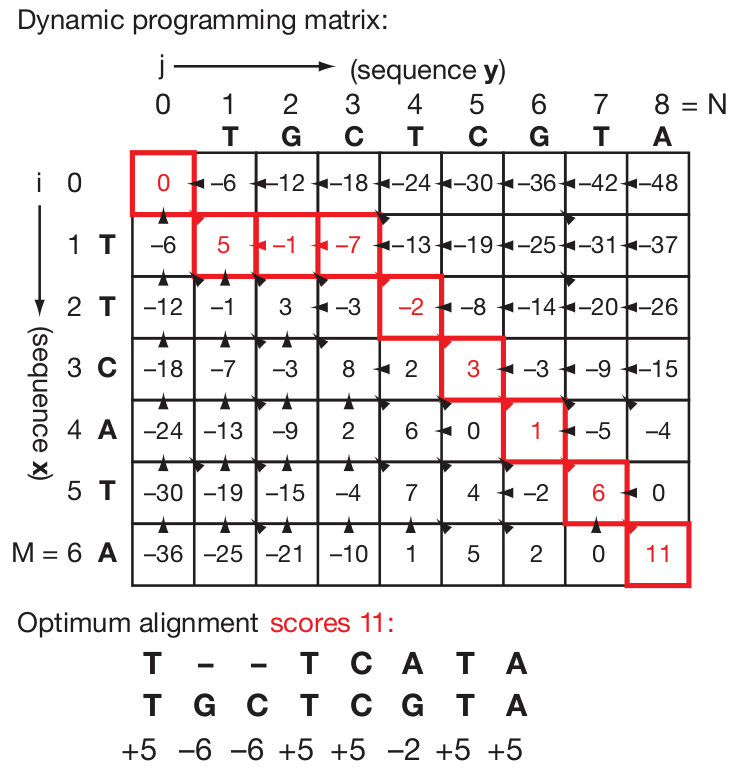 Dynamic programming matrix:
j (sequence y)
0 1 2 3 4 5 6 7 8 = N
T G C T C G T A
i 0 0 –6 –12 –18 –24 –30 –36 –42 –48
1 T –6 5 –1 –7 –13 –19 –25 –31 –37
2 T –12 –1 3 –3 –2 –8 –14 –20 –26
3 C –18 –7 –3 8 2 3 –3 –9 –15
4 A –24 –13 –9 2 6 0 1 –5 –4
5 T –30 –19 –15 –4 7 4 –2 6 0
M = 6 A –36 –25 –21 –10 1 5 2 0 11
(sequence x)
Optimum alignment scores 11:
T – – T C A T A
T G C T C G T A
+5 –6 –6 +5 +5 –2 +5 +5